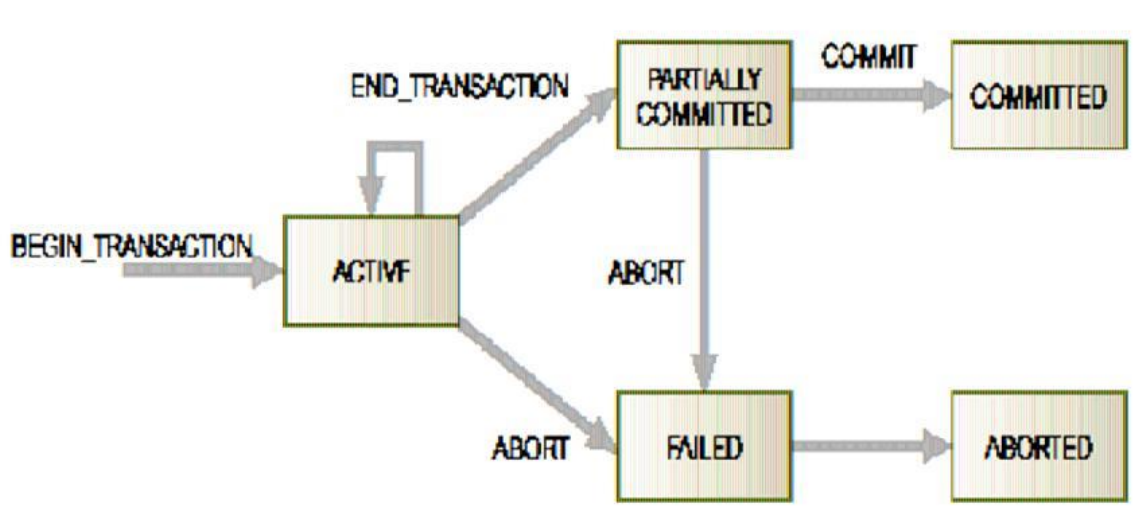 COMMIT
PARTIALLY
COMMITTED
COMMITTED
END_TRANSACTION
BEGIN_TRANSACTION
ACTIVE
ABORT
ABORT
FAILED
ABORTED